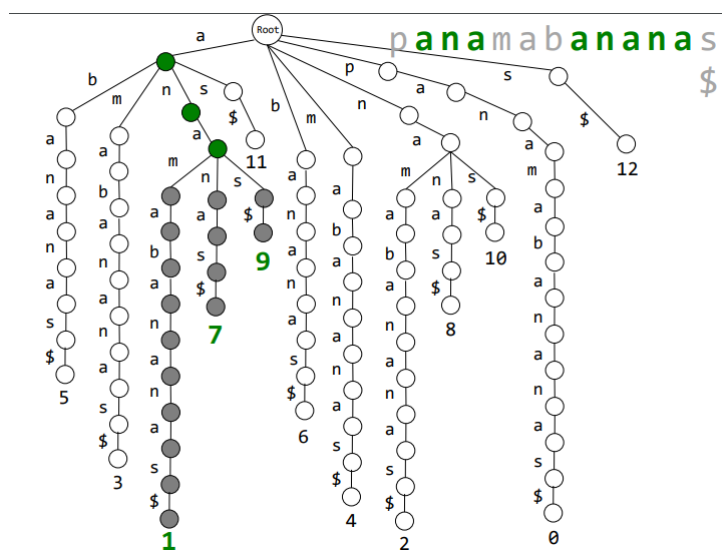 Root
a panamabananas
b n s p s $
m a b n
$ m n $
a a a
a m 11 m 12
n n s a m n s
b a
a a a $ n a a $ a
a b
n b s 9 a b s 10 b
n a
a a $ n a $ a
a n
s n 7 a n 8 n
n a
$ a s a a
a n
5 n $ n n
s a
a 6 a a
$ s
s s s
3 $
$ $ $
4
1 2 0